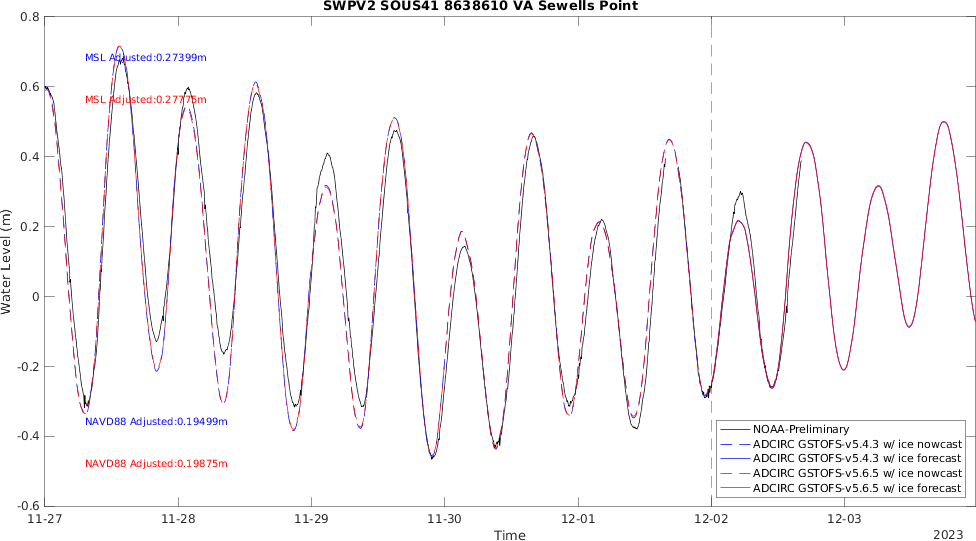 SWPV2 SOUS41 8638610 VA Sewells Point
0.8
0.6
0.4
0.2
0
-0.2
-0.4
-0.6
Water Level (m)
MSL Adjusted:0.27399m
MSL Adjusted:0.27775m
NAVD88 Adjusted:0.19499m
NAVD88 Adjusted:0.19875m
NOAA-Preliminary
ADCIRC GSTOFS-v5.4.3 w/ ice nowcast
ADCIRC GSTOFS-v5.4.3 w/ ice forecast
ADCIRC GSTOFS-v5.6.5 w/ ice nowcast
ADCIRC GSTOFS-v5.6.5 w/ ice forecast
11-27 11-28 11-29 11-30 12-01 12-02 12-03
Time
2023